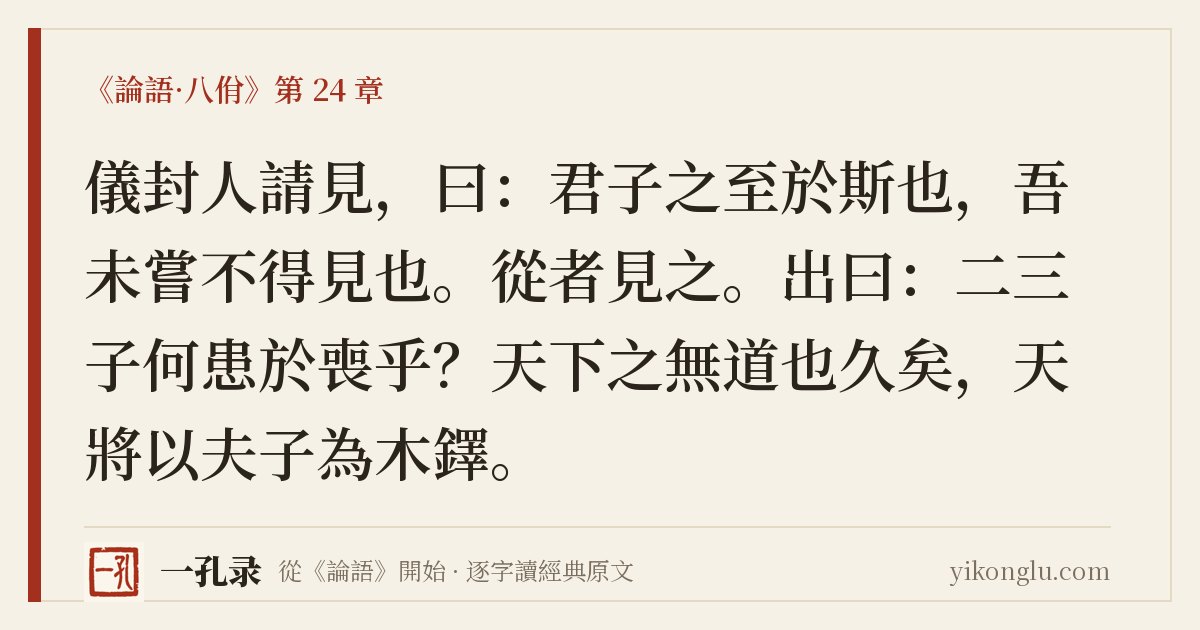 《論語·八佾》第 24 章
儀封人請見，曰：君子之至於斯也，吾
未嘗不得見也。從者見之。出曰：二三
子何患於喪乎？天下之無道也久矣，天
將以夫子為木鐸。
一孔
一孔录 從《論語》開始 · 逐字讀經典原文 yikonglu.com